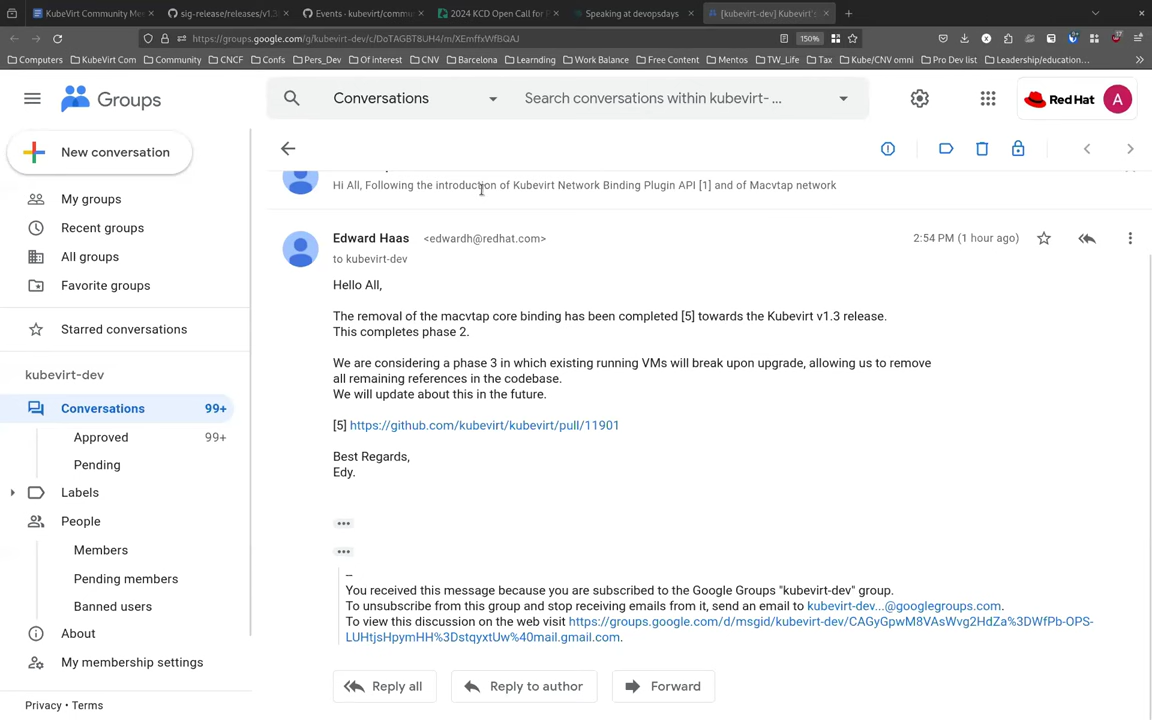 KubeVirt Community Me
sig-release/releases/v1.3
Events · kubevirt/commu
2024 KCD Open Call for
Speaking at devopsdays
[kubevirt-dev] Kubevirt's
https://groups.google.com/g/kubevirt-dev/c/DoTAGBT8UH4/m/XEmffxWfBQAJ
150%
Computers
KubeVirt Com
Community
CNCF
Confs
Pers_Dev
Of interest
CNV
Barcelona
Learnding
Work Balance
Free Content
Mentos
TW_Life
Tax
Kube/CNV omni
Pro Dev list
Leadership/education...
Groups
Conversations
Search conversations within kubevirt- ...
Red Hat
A
New conversation
My groups
Recent groups
All groups
Favorite groups
Starred conversations
kubevirt-dev
Conversations 99+
Approved 99+
Pending
Labels
People
Members
Pending members
Banned users
About
My membership settings
Privacy • Terms
Hi All, Following the introduction of Kubevirt Network Binding Plugin API [1] and of Macvtap network
Edward Haas <edwardh@redhat.com>
2:54 PM (1 hour ago)
to kubevirt-dev
Hello All,
The removal of the macvtap core binding has been completed [5] towards the Kubevirt v1.3 release.
This completes phase 2.
We are considering a phase 3 in which existing running VMs will break upon upgrade, allowing us to remove
all remaining references in the codebase.
We will update about this in the future.
[5] https://github.com/kubevirt/kubevirt/pull/11901
Best Regards,
Edy.
--
You received this message because you are subscribed to the Google Groups "kubevirt-dev" group.
To unsubscribe from this group and stop receiving emails from it, send an email to kubevirt-dev...@googlegroups.com.
To view this discussion on the web visit https://groups.google.com/d/msgid/kubevirt-dev/CAGyGpwM8VAsWvg2HdZa%3DWfPb-OPS-
LUHtjsHpymHH%3DstqyxtUw%40mail.gmail.com.
Reply all
Reply to author
Forward